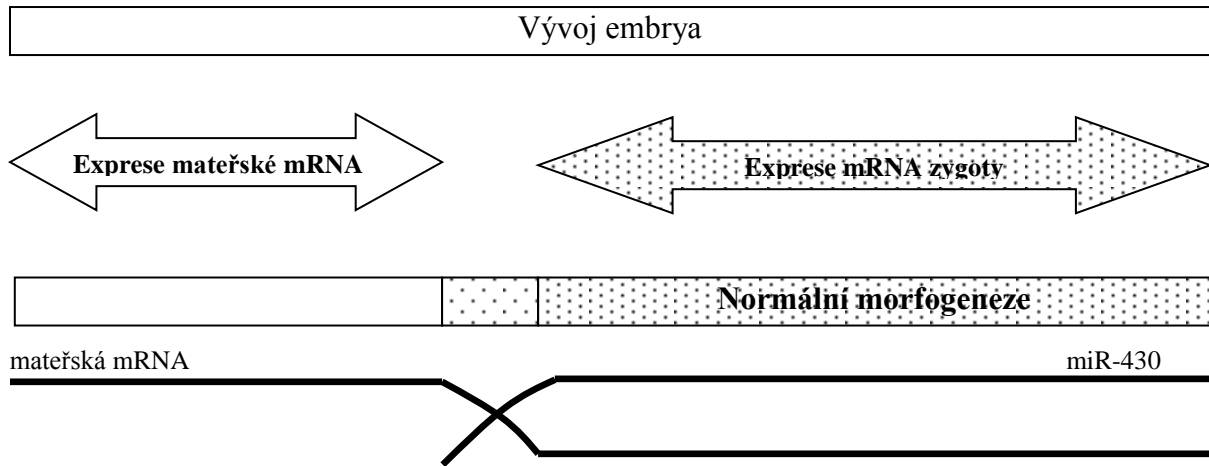 Vývoj embrya
Exprese mateřské mRNA
Exprese mRNA zygoty
Normální morfogeneze
mateřská mRNA
miR-430